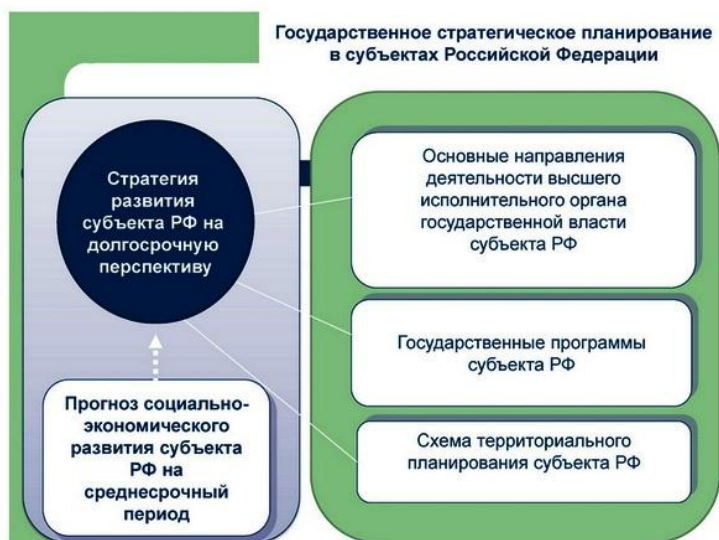 Государственное стратегическое планирование
в субъектах Российской Федерации
Стратегия
развития
субъекта РФ на
долгосрочную
перспективу
Прогноз социально-
экономического
развития субъекта
РФ на
среднесрочный
период
Основные направления
деятельности высшего
исполнительного органа
государственной власти
субъекта РФ
Государственные программы
субъекта РФ
Схема территориального
планирования субъекта РФ